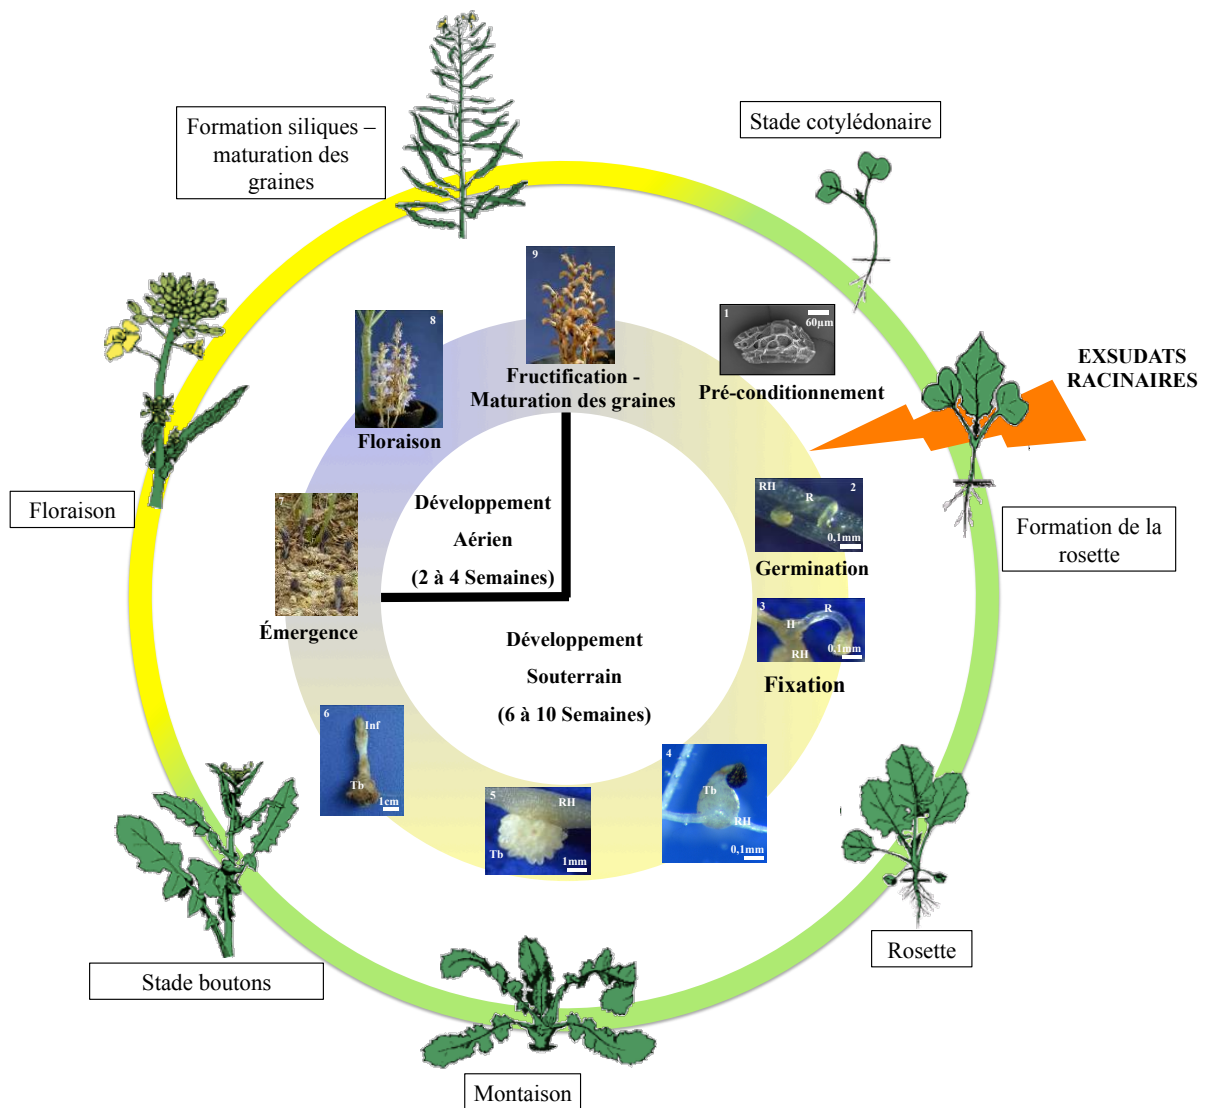 Formation siliques –
maturation des
graines
Stade cotylédonaire
EXSUDATS
RACINAIRES
Formation de la
rosette
Rosette
Montaison
Stade boutons
Floraison
1
60µm
Pré-conditionnement
RH
R
2
0,1mm
Germination
3
R
H
RH
0,1mm
Fixation
4
Tb
RH
0,1mm
5
RH
Tb
1mm
6
Inf
Tb
1cm
7
Émergence
8
Floraison
9
Fructification -
Maturation des graines
Développement
Aérien
(2 à 4 Semaines)
Développement
Souterrain
(6 à 10 Semaines)